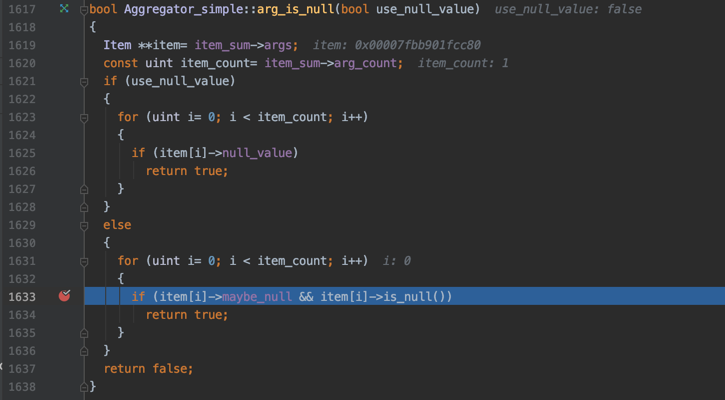 1617 bool Aggregator_simple::arg_is_null(bool use_null_value)  use_null_value: false
1618 {
1619   Item **item= item_sum->args;  item: 0x00007fbb901fcc80
1620   const uint item_count= item_sum->arg_count;  item_count: 1
1621   if (use_null_value)
1622   {
1623     for (uint i= 0; i < item_count; i++)
1624     {
1625       if (item[i]->null_value)
1626         return true;
1627     }
1628   }
1629   else
1630   {
1631     for (uint i= 0; i < item_count; i++)  i: 0
1632     {
1633       if (item[i]->maybe_null && item[i]->is_null())
1634         return true;
1635     }
1636   }
1637   return false;
1638 }